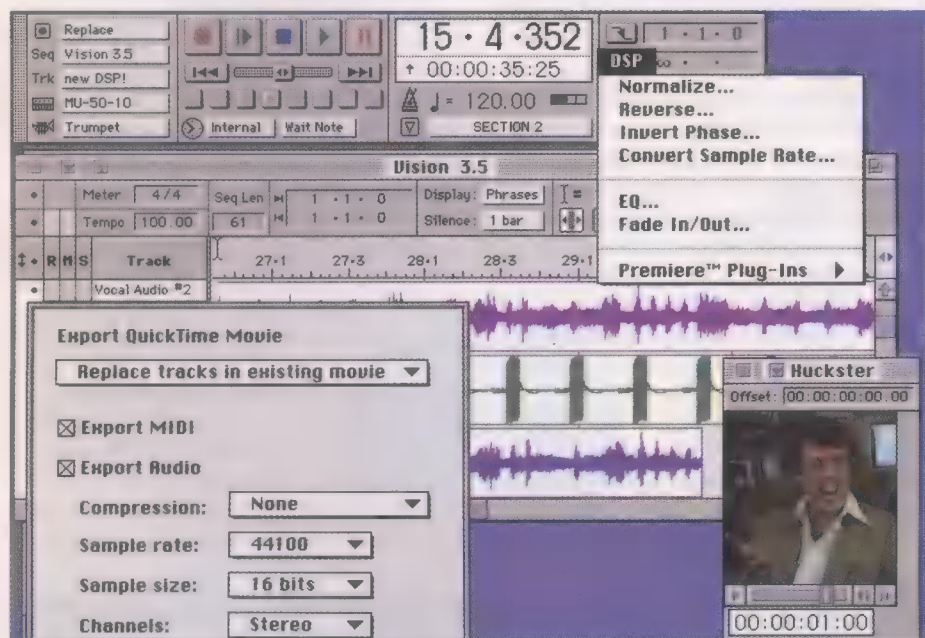 Replace
Seq Vision 3.5
Trk new DSP!
MU-50-10
Trumpet
Internal Wait Note
15 · 4 · 352
00:00:35:25
♩ = 120.00
SECTION 2
1 · 1 · 0
DSP
Normalize...
Reverse...
Invert Phase...
Convert Sample Rate...
EQ...
Fade In/Out...
Premiere™ Plug-Ins
Vision 3.5
Meter 4/4
Tempo 100.00
Seq Len
61
1 · 1 · 0
1 · 1 · 0
Display: Phrases
Silence: 1 bar
R M S Track
27·1 27·3 28·1 28·3 29·1
Vocal Audio #2
Export QuickTime Movie
Replace tracks in existing movie
Export MIDI
Export Audio
Compression: None
Sample rate: 44100
Sample size: 16 bits
Channels: Stereo
Huckster
Offset: 00:00:00:00.00
00:00:01:00